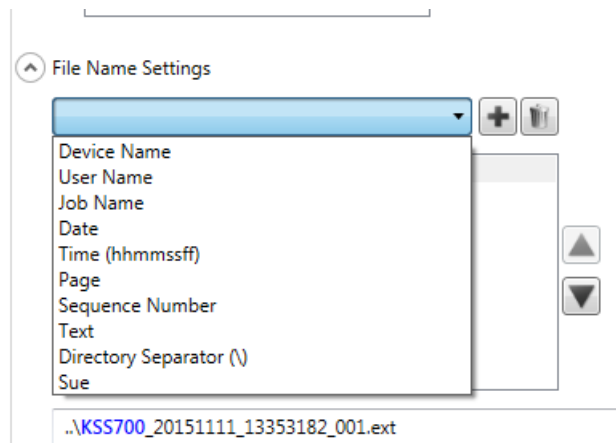 File Name Settings
Device Name
User Name
Job Name
Date
Time (hhmmssff)
Page
Sequence Number
Text
Directory Separator (\)
Sue
..\KSS700_20151111_13353182_001.ext